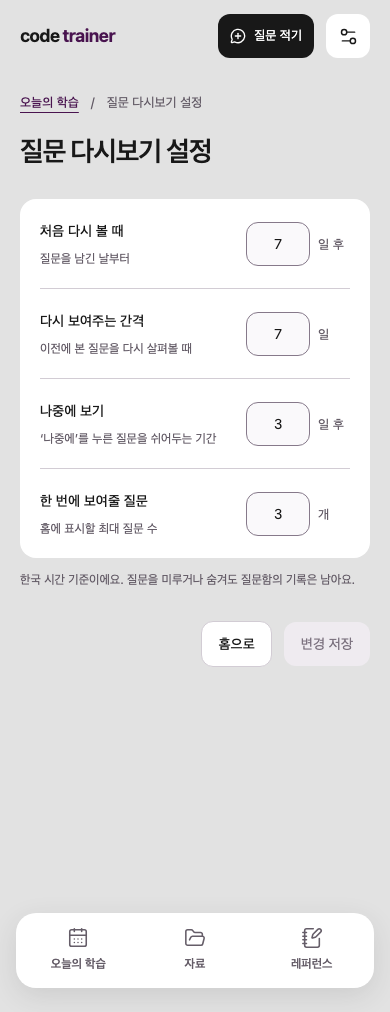 code trainer
질문 적기
오늘의 학습 / 질문 다시보기 설정
질문 다시보기 설정
처음 다시 볼 때
질문을 남긴 날부터
7 일 후
다시 보여주는 간격
이전에 본 질문을 다시 살펴볼 때
7 일
나중에 보기
'나중에'를 누른 질문을 쉬어두는 기간
3 일 후
한 번에 보여줄 질문
홈에 표시할 최대 질문 수
3 개
한국 시간 기준이에요. 질문을 미루거나 숨겨도 질문함의 기록은 남아요.
홈으로
변경 저장
오늘의 학습
자료
레퍼런스